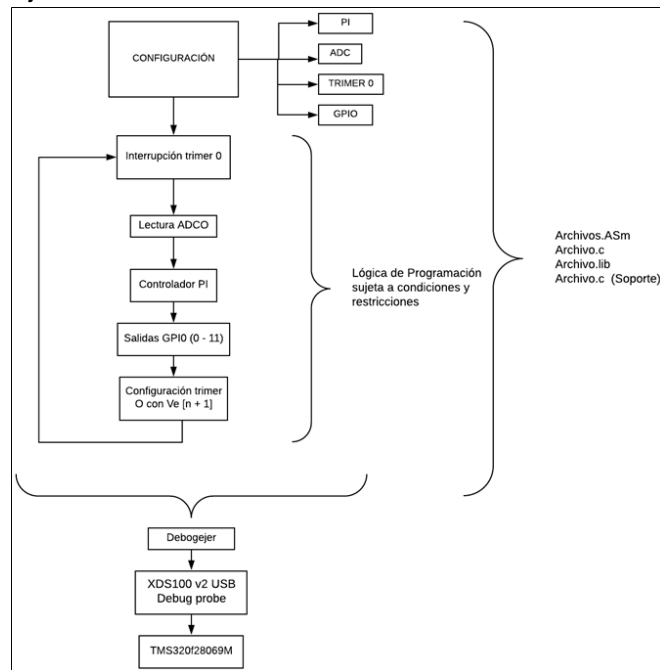 PI
CONFIGURACIÓN
ADC
TRIMER 0
GPIO
Interrupción trimer 0
Lectura ADCO
Controlador PI
Salidas GPI0 (0 - 11)
Configuración trimer
O con Ve [n + 1]
Lógica de Programación
sujeta a condiciones y
restricciones
Archivos.ASm
Archivo.c
Archivo.lib
Archivo.c (Soporte)
Debogejer
XDS100 v2 USB
Debug probe
TMS320f28069M